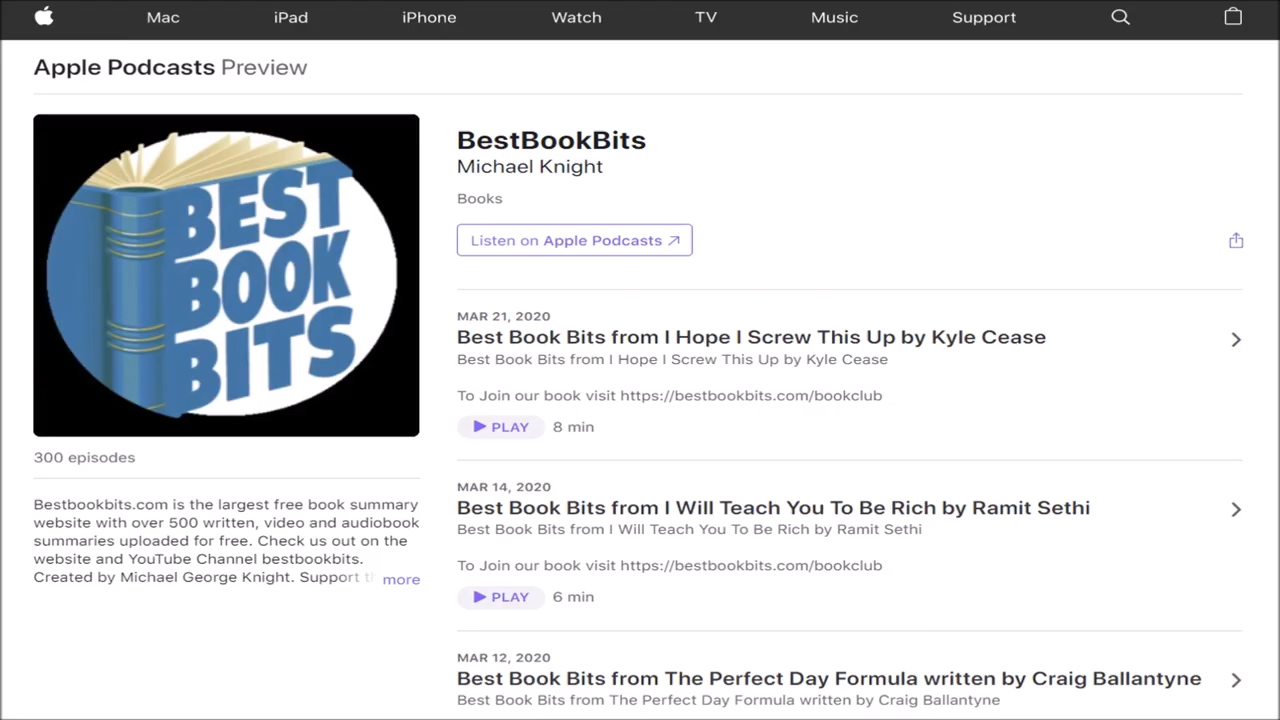 Mac iPad iPhone Watch TV Music Support
Apple Podcasts Preview
BEST
BOOK
BITS
300 episodes
Bestbookbits.com is the largest free book summary
website with over 500 written, video and audiobook
summaries uploaded for free. Check us out on the
website and YouTube Channel bestbookbits.
Created by Michael George Knight. Support more
BestBookBits
Michael Knight
Books
Listen on Apple Podcasts
MAR 21, 2020
Best Book Bits from I Hope I Screw This Up by Kyle Cease
Best Book Bits from I Hope I Screw This Up by Kyle Cease
To Join our book visit https://bestbookbits.com/bookclub
PLAY 8 min
MAR 14, 2020
Best Book Bits from I Will Teach You To Be Rich by Ramit Sethi
Best Book Bits from I Will Teach You To Be Rich by Ramit Sethi
To Join our book visit https://bestbookbits.com/bookclub
PLAY 6 min
MAR 12, 2020
Best Book Bits from The Perfect Day Formula written by Craig Ballantyne
Best Book Bits from The Perfect Day Formula written by Craig Ballantyne